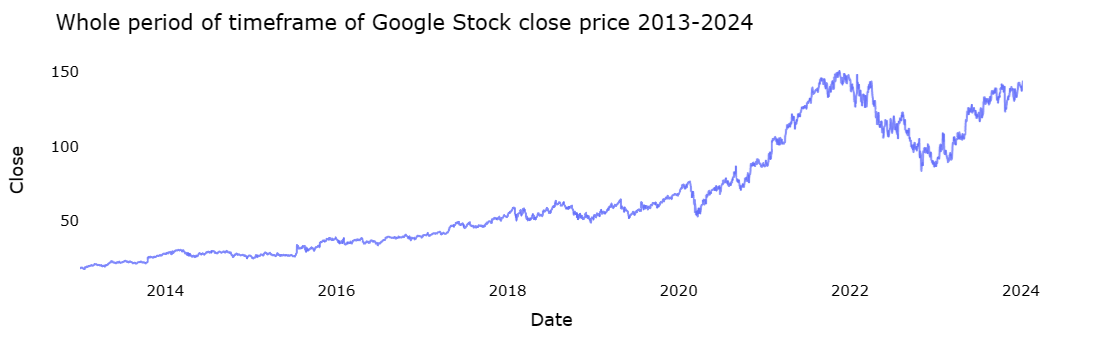 Whole period of timeframe of Google Stock close price 2013-2024
150
100
50
Close
2014 2016 2018 2020 2022 2024
Date